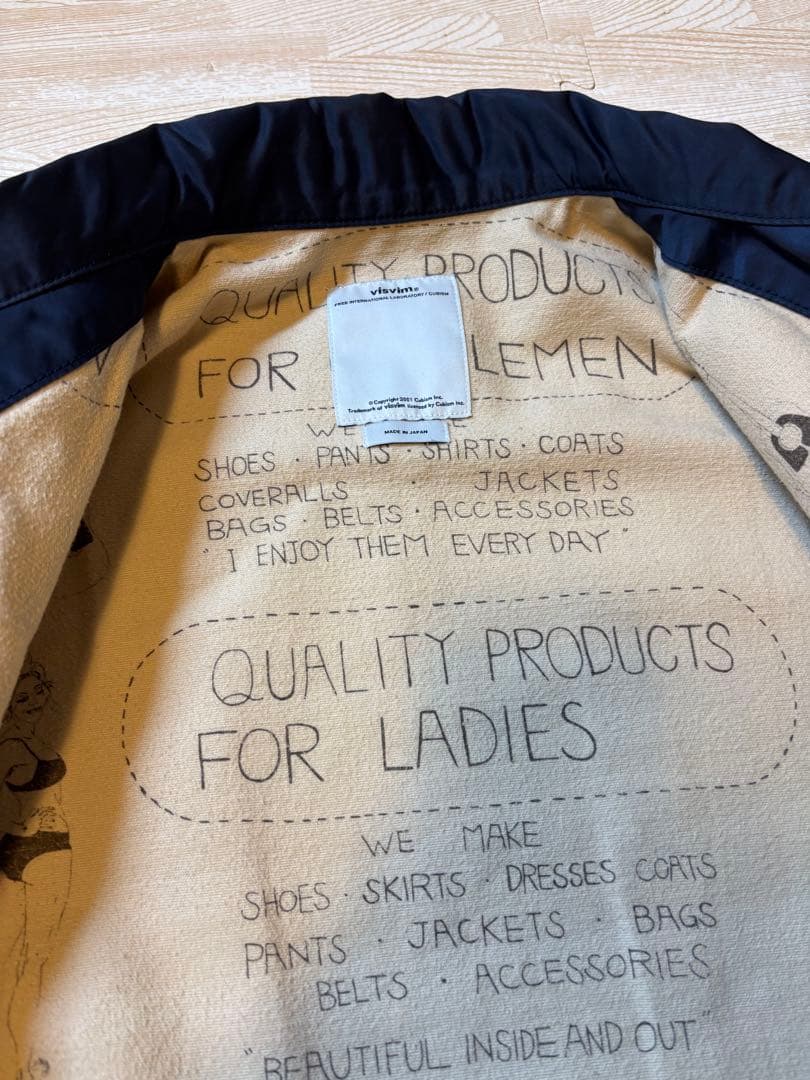 QUALITY PRODUCTS
visvim®
FREE INTERNATIONAL LABORATORY / CUBISM
FOR LEMEN
© Copyright 2001 Cubism Inc.
Trademark of visvim licensed by Cubism Inc.
MADE IN JAPAN
WE
SHOES · PANTS · SHIRTS · COATS
COVERALLS · JACKETS
BAGS · BELTS · ACCESSORIES
"I ENJOY THEM EVERY DAY"
QUALITY PRODUCTS
FOR LADIES
WE MAKE
SHOES · SKIRTS · DRESSES COATS
PANTS · JACKETS · BAGS
BELTS · ACCESSORIES
"BEAUTIFUL INSIDE AND OUT"